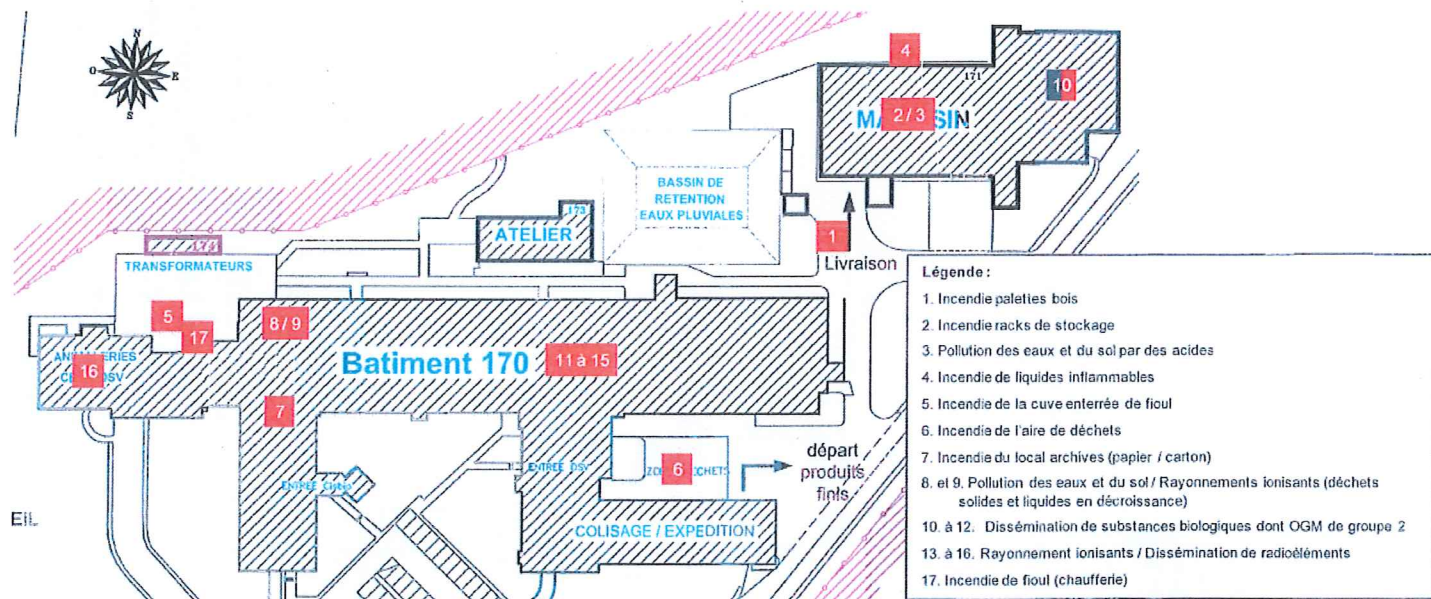 N
O
E
S
4
171
10
2 / 3
MA SIN
BASSIN DE
RETENTION
EAUX PLUVIALES
173
ATELIER
1
Livraison
174
TRANSFORMATEURS
5
17
8 / 9
Batiment 170
11 à 15
16
7
ENTREE Cisbio
ENTREE DSV
6
départ
produits
finis
COLISAGE / EXPEDITION
EIL
Légende :
1. Incendie palettes bois
2. Incendie racks de stockage
3. Pollution des eaux et du sol par des acides
4. Incendie de liquides inflammables
5. Incendie de la cuve enterrée de fioul
6. Incendie de l'aire de déchets
7. Incendie du local archives (papier / carton)
8. et 9. Pollution des eaux et du sol / Rayonnements ionisants (déchets
solides et liquides en décroissance)
10. à 12. Dissémination de substances biologiques dont OGM de groupe 2
13. à 16. Rayonnement ionisants / Dissémination de radioéléments
17. Incendie de fioul (chaufferie)